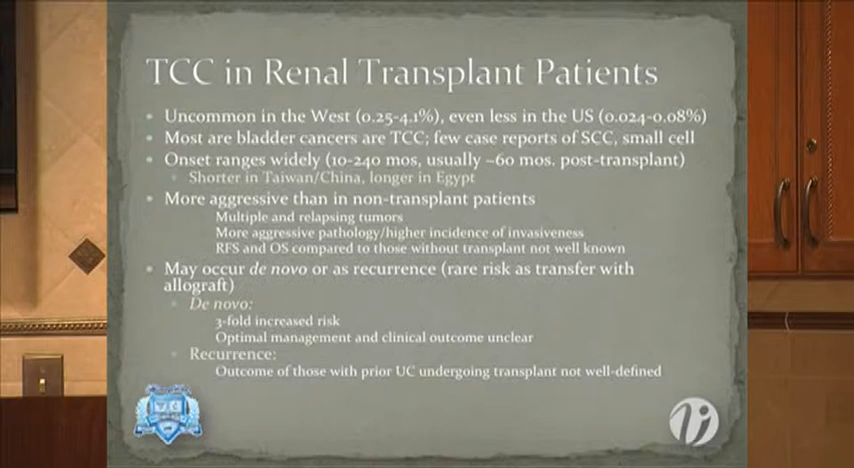 TCC in Renal Transplant Patients
Uncommon in the West (0.25-4.1%), even less in the US (0.024-0.08%)
Most are bladder cancers are TCC; few case reports of SCC, small cell
Onset ranges widely (10-240 mos, usually ~60 mos. post-transplant)
Shorter in Taiwan/China, longer in Egypt
More aggressive than in non-transplant patients
Multiple and relapsing tumors
More aggressive pathology/higher incidence of invasiveness
RFS and OS compared to those without transplant not well known
May occur de novo or as recurrence (rare risk as transfer with
allograft)
De novo:
3-fold increased risk
Optimal management and clinical outcome unclear
Recurrence:
Outcome of those with prior UC undergoing transplant not well-defined